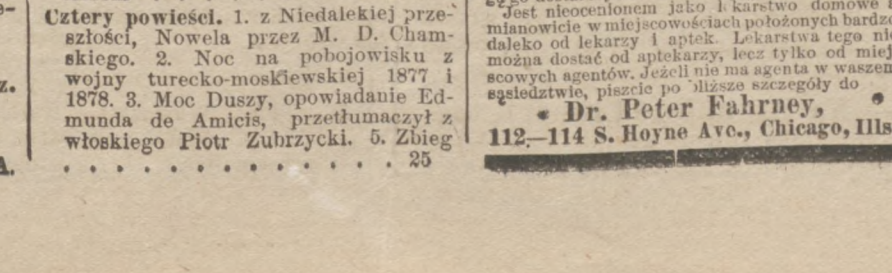 Cztery powieści. 1. z Niedalekiej prze-
szłości, Nowela przez M. D. Cham-
skiego. 2. Noc na pobojowisku z
wojny turecko-moskiewskiej 1877 i
1878. 3. Moc Duszy, opowiadanie Ed-
munda de Amicis, przetłumaczył z
włoskiego Piotr Zubrzycki. 5. Zbieg
. . . . . . . . . . . . . . 25
Jest nieocenionem jako lekarstwo domowe
mianowicie w miejscowościach położonych bardz
daleko od lekarzy i aptek. Lekarstwa tego nie
można dostać od aptekarzy, lecz tylko od miej
scowych agentów. Jeżeli nie ma agenta w waszem
sąsiedztwie, piszcie po bliższe szczegóły do
Dr. Peter Fahrney,
112—114 S. Hoyne Ave., Chicago, Ills